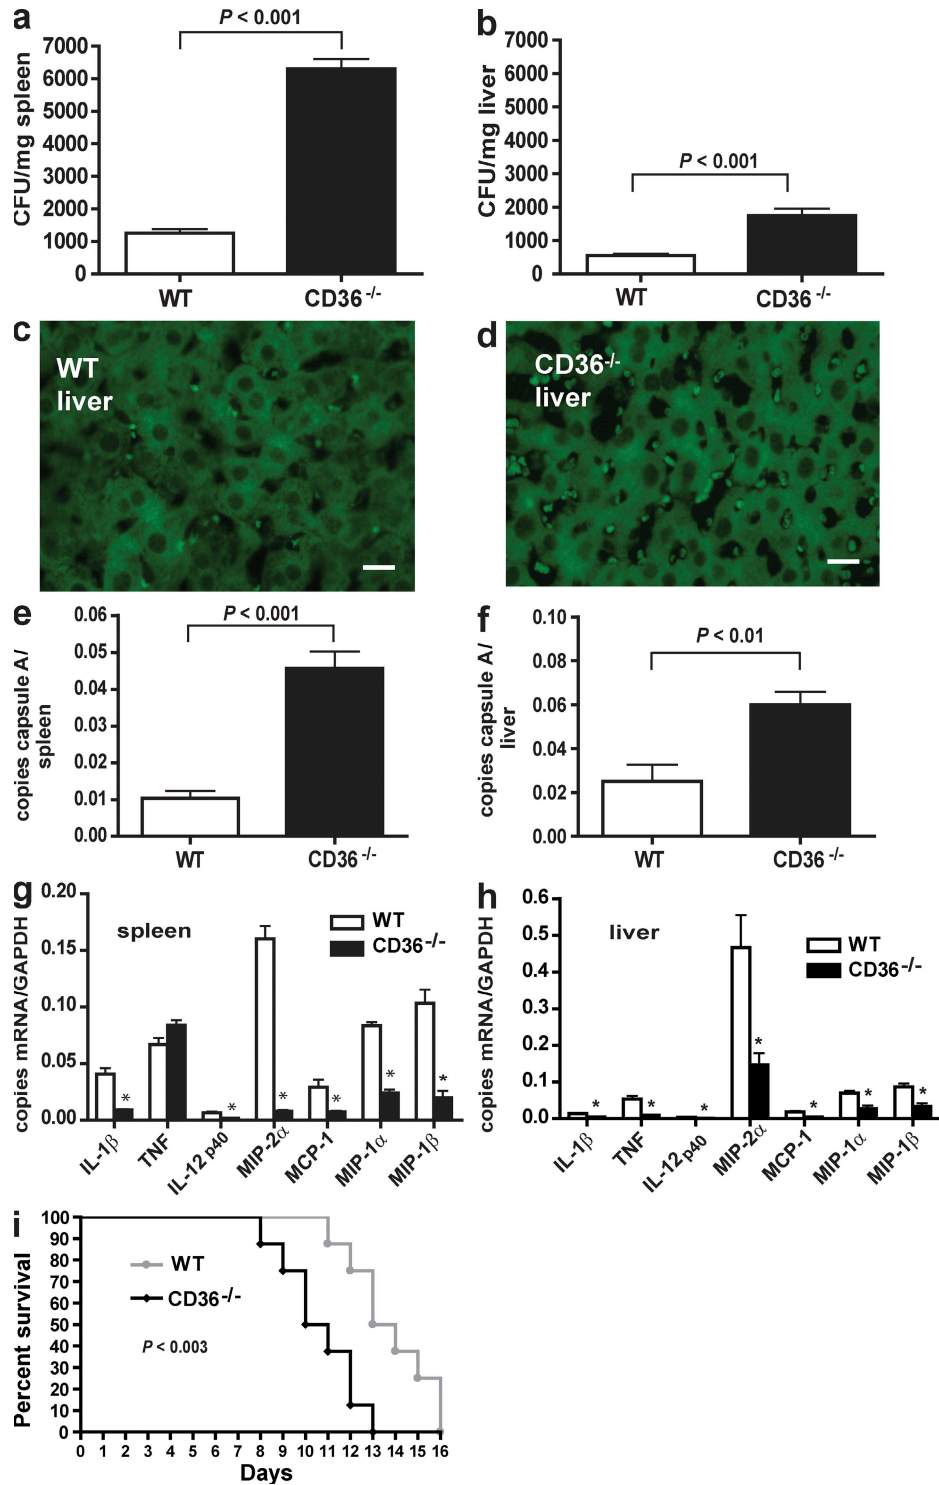 a
P < 0.001
CFU/mg spleen
7000
6000
5000
4000
3000
2000
1000
0
WT
CD36 -/-
b
P < 0.001
CFU/mg liver
7000
6000
5000
4000
3000
2000
1000
0
WT
CD36 -/-
c
WT
liver
d
CD36-/-
liver
e
P < 0.001
copies capsule A/
spleen
0.06
0.05
0.04
0.03
0.02
0.01
0.00
WT
CD36 -/-
f
P < 0.01
copies capsule A/
liver
0.10
0.08
0.06
0.04
0.02
0.00
WT
CD36 -/-
g
copies mRNA/GAPDH
0.20
0.15
0.10
0.05
0.00
spleen
WT
CD36-/-
* * * * * *
IL-1β
TNF
IL-12 p40
MIP-2α
MCP-1
MIP-1α
MIP-1β
h
copies mRNA/GAPDH
0.6
0.5
0.4
0.3
0.2
0.1
0.0
liver
WT
CD36-/-
* * * * * * *
IL-1β
TNF
IL-12 p40
MIP-2α
MCP-1
MIP-1α
MIP-1β
i
Percent survival
100
90
80
70
60
50
40
30
20
10
0
WT
CD36-/-
P < 0.003
0 1 2 3 4 5 6 7 8 9 10 11 12 13 14 15 16
Days